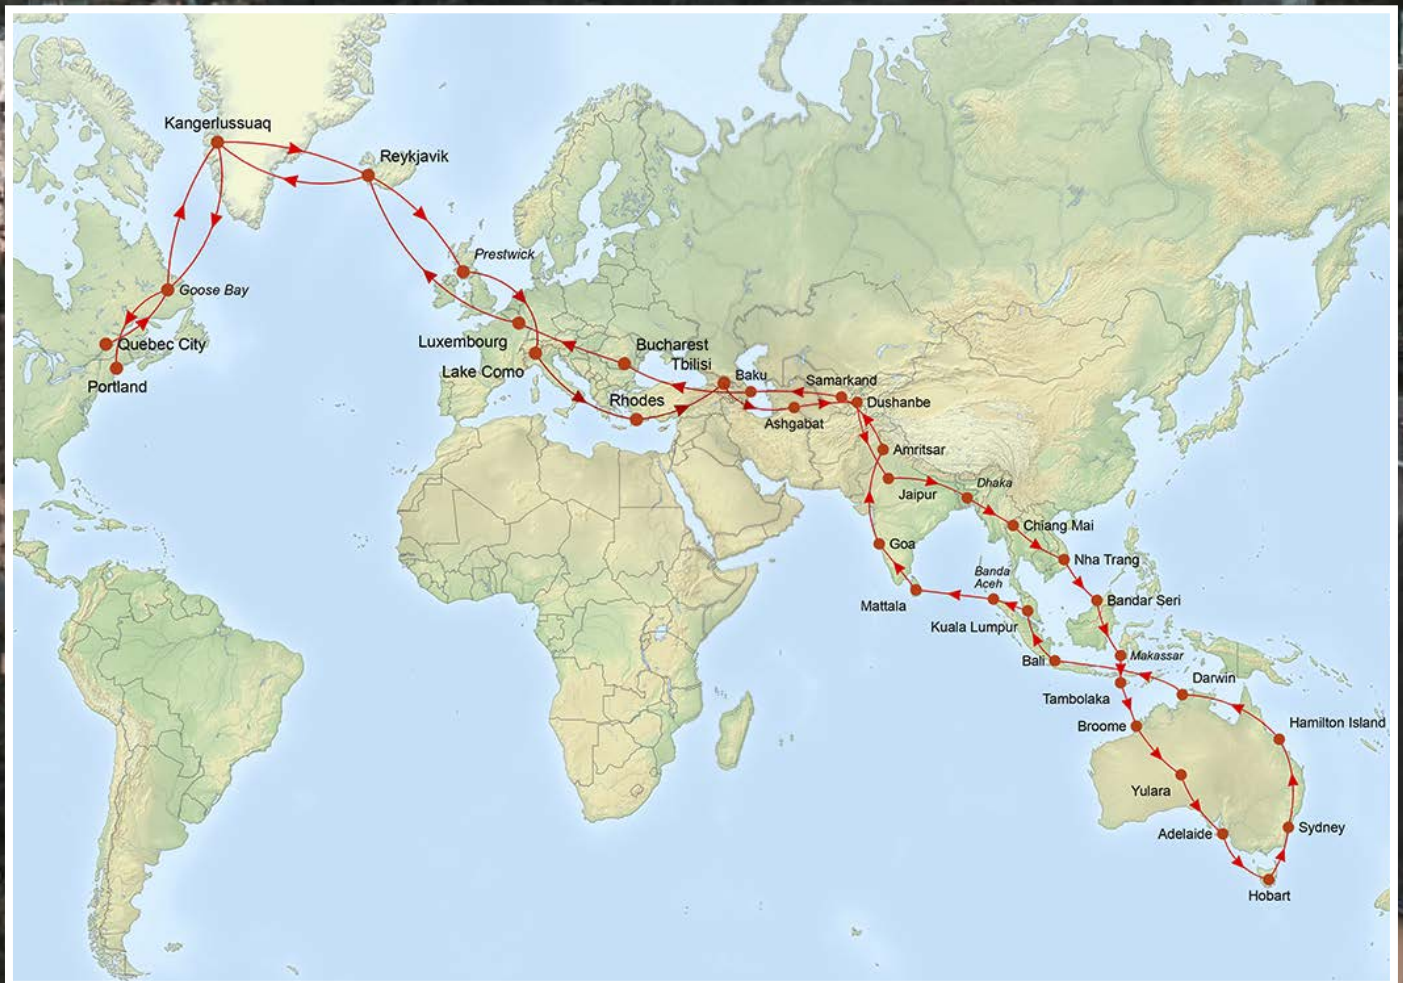 Kangerlussuaq
Reykjavik
Prestwick
Goose Bay
Quebec City
Portland
Luxembourg
Lake Como
Bucharest
Tbilisi
Baku
Rhodes
Samarkand
Dushanbe
Ashgabat
Amritsar
Jaipur
Dhaka
Chiang Mai
Goa
Nha Trang
Banda
Aceh
Mattala
Bandar Seri
Kuala Lumpur
Bali
Makassar
Darwin
Tambolaka
Hamilton Island
Broome
Yulara
Adelaide
Sydney
Hobart